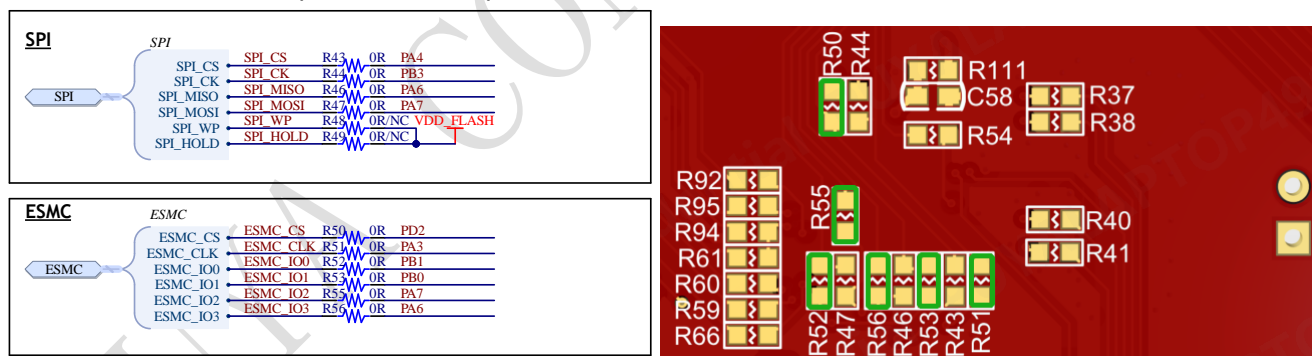 SPI
SPI
SPI
SPI_CS SPI_CS R43 0R PA4
SPI_CK SPI_CK R44 0R PB3
SPI_MISO SPI_MISO R46 0R PA6
SPI_MOSI SPI_MOSI R47 0R PA7
SPI_WP SPI_WP R48 0R/NC VDD_FLASH
SPI_HOLD SPI_HOLD R49 0R/NC
ESMC
ESMC
ESMC
ESMC_CS ESMC_CS R50 0R PD2
ESMC_CLK ESMC_CLK R51 0R PA3
ESMC_IO0 ESMC_IO0 R52 0R PB1
ESMC_IO1 ESMC_IO1 R53 0R PB0
ESMC_IO2 ESMC_IO2 R55 0R PA7
ESMC_IO3 ESMC_IO3 R56 0R PA6
R50 R44
R111
C58
R54
R37
R38
R92
R95
R94
R61
R60
R59
R66
R55
R40
R41
R52 R47 R56 R46 R53 R43 R51